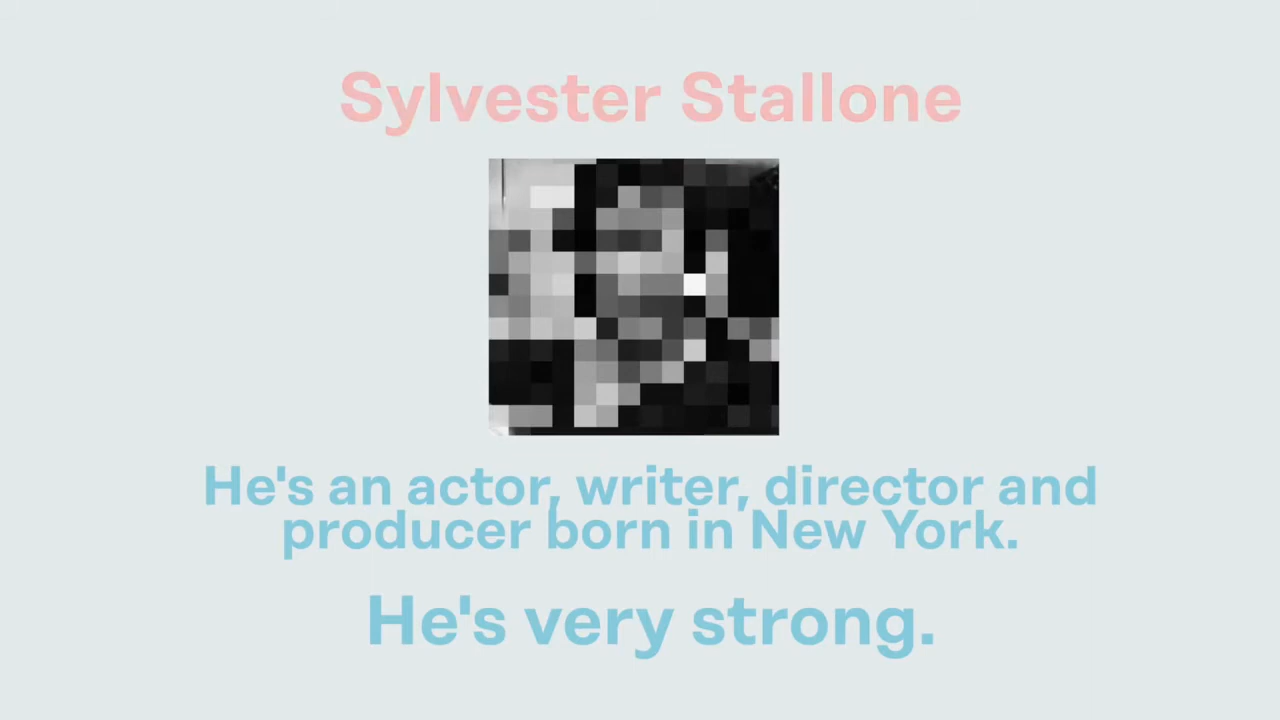 Sylvester Stallone
He's an actor, writer, director and
producer born in New York.
He's very strong.